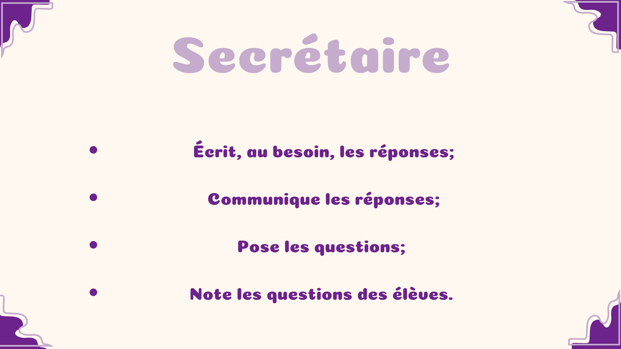 Secrétaire
• Écrit, au besoin, les réponses;
• Communique les réponses;
• Pose les questions;
• Note les questions des élèves.